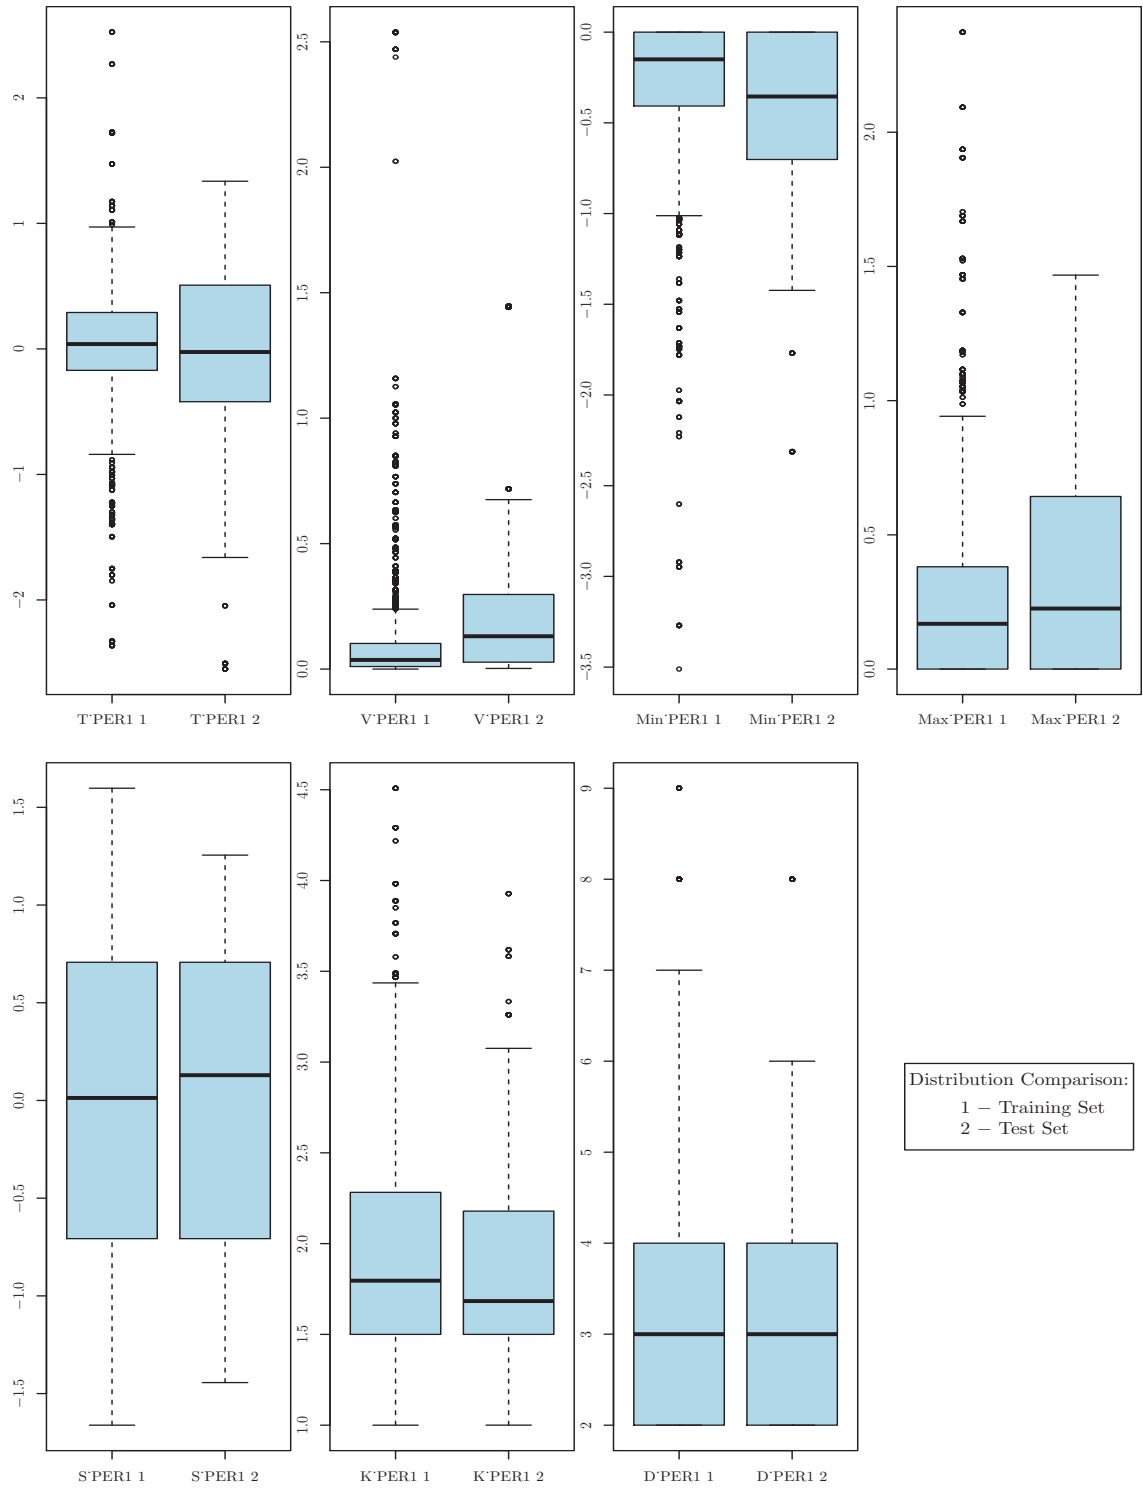 2
1
0
−1
−2
T˙PER1 1
T˙PER1 2
2.5
2.0
1.5
1.0
0.5
0.0
V˙PER1 1
V˙PER1 2
0.0
−0.5
−1.0
−1.5
−2.0
−2.5
−3.0
−3.5
Min˙PER1 1
Min˙PER1 2
2.0
1.5
1.0
0.5
0.0
Max˙PER1 1
Max˙PER1 2
1.5
1.0
0.5
0.0
−0.5
−1.0
−1.5
S˙PER1 1
S˙PER1 2
4.5
4.0
3.5
3.0
2.5
2.0
1.5
1.0
K˙PER1 1
K˙PER1 2
9
8
7
6
5
4
3
2
D˙PER1 1
D˙PER1 2
Distribution Comparison:
1 − Training Set
2 − Test Set